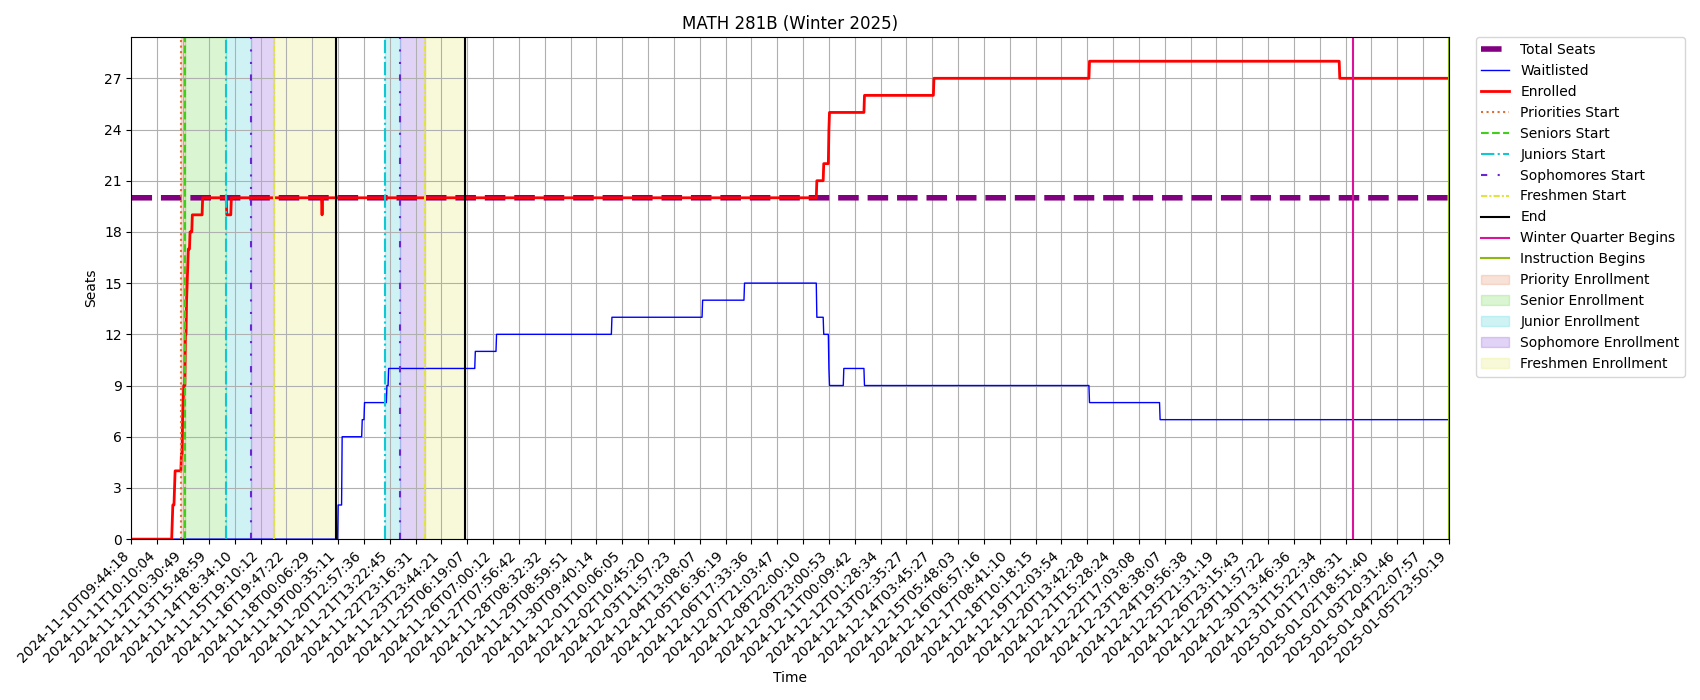 MATH 281B (Winter 2025)
Seats
27
24
21
18
15
12
9
6
3
0
2024-11-10T09:44:18
2024-11-11T10:10:04
2024-11-12T10:30:49
2024-11-13T15:48:59
2024-11-14T18:34:10
2024-11-15T19:10:12
2024-11-16T19:47:22
2024-11-18T00:06:29
2024-11-19T00:35:11
2024-11-20T12:57:36
2024-11-21T13:22:45
2024-11-22T23:16:31
2024-11-23T23:44:21
2024-11-25T06:19:07
2024-11-26T07:00:12
2024-11-27T07:56:42
2024-11-28T08:32:32
2024-11-29T08:59:51
2024-11-30T09:40:14
2024-12-01T10:06:05
2024-12-02T10:45:20
2024-12-03T11:57:23
2024-12-04T13:08:07
2024-12-05T16:36:19
2024-12-06T17:33:36
2024-12-07T21:03:47
2024-12-08T22:00:10
2024-12-09T23:00:53
2024-12-11T00:09:42
2024-12-12T01:28:34
2024-12-13T02:35:27
2024-12-14T03:45:27
2024-12-15T05:48:03
2024-12-16T06:57:16
2024-12-17T08:41:10
2024-12-18T10:18:15
2024-12-19T12:03:54
2024-12-20T13:42:28
2024-12-21T15:28:24
2024-12-22T17:03:08
2024-12-23T18:38:07
2024-12-24T19:56:38
2024-12-25T21:31:19
2024-12-26T23:15:43
2024-12-29T11:57:22
2024-12-30T13:46:36
2024-12-31T15:22:34
2025-01-01T17:08:31
2025-01-02T18:51:40
2025-01-03T20:31:46
2025-01-04T22:07:57
2025-01-05T23:50:19
Time
Total Seats
Waitlisted
Enrolled
Priorities Start
Seniors Start
Juniors Start
Sophomores Start
Freshmen Start
End
Winter Quarter Begins
Instruction Begins
Priority Enrollment
Senior Enrollment
Junior Enrollment
Sophomore Enrollment
Freshmen Enrollment